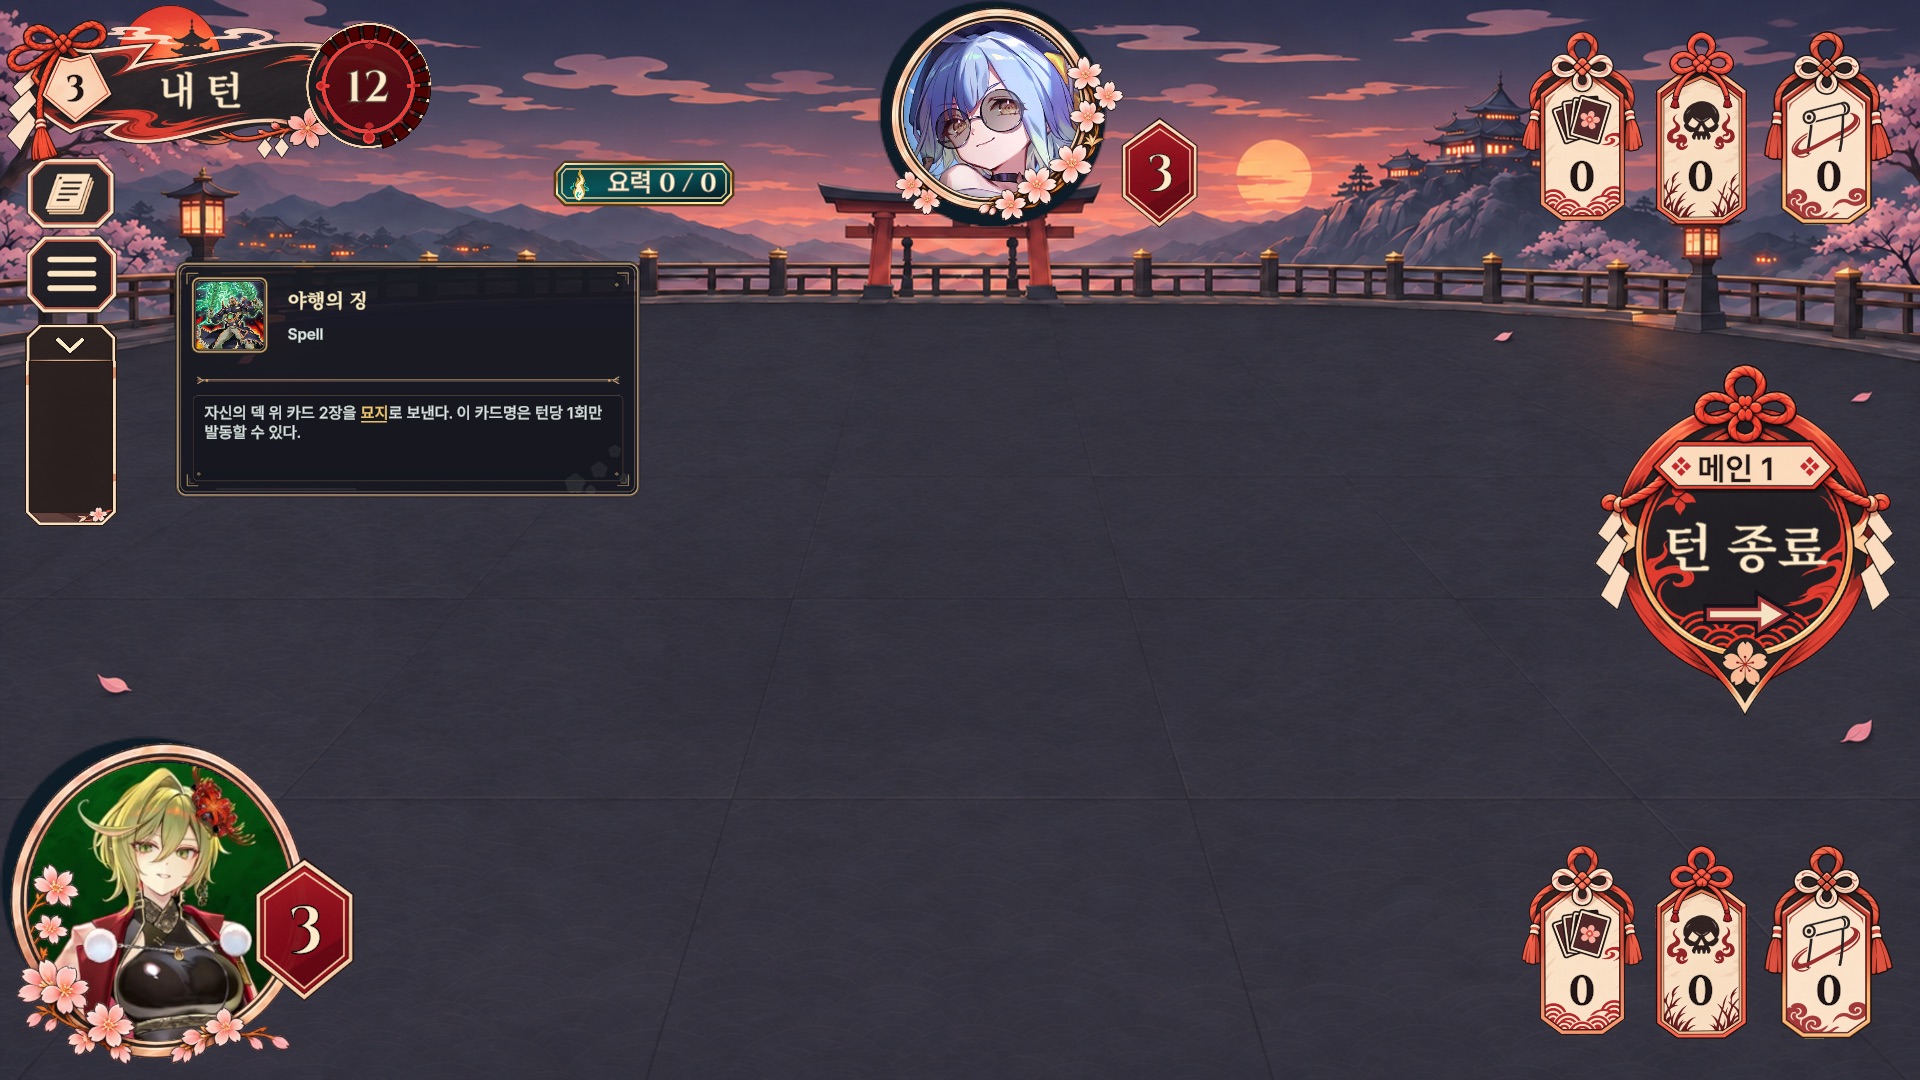 3
내 턴
12
요력 0 / 0
3
0
0
0
야행의 징
Spell
자신의 덱 위 카드 2장을 묘지로 보낸다. 이 카드명은 턴당 1회만
발동할 수 있다.
메인 1
턴 종료
3
0
0
0